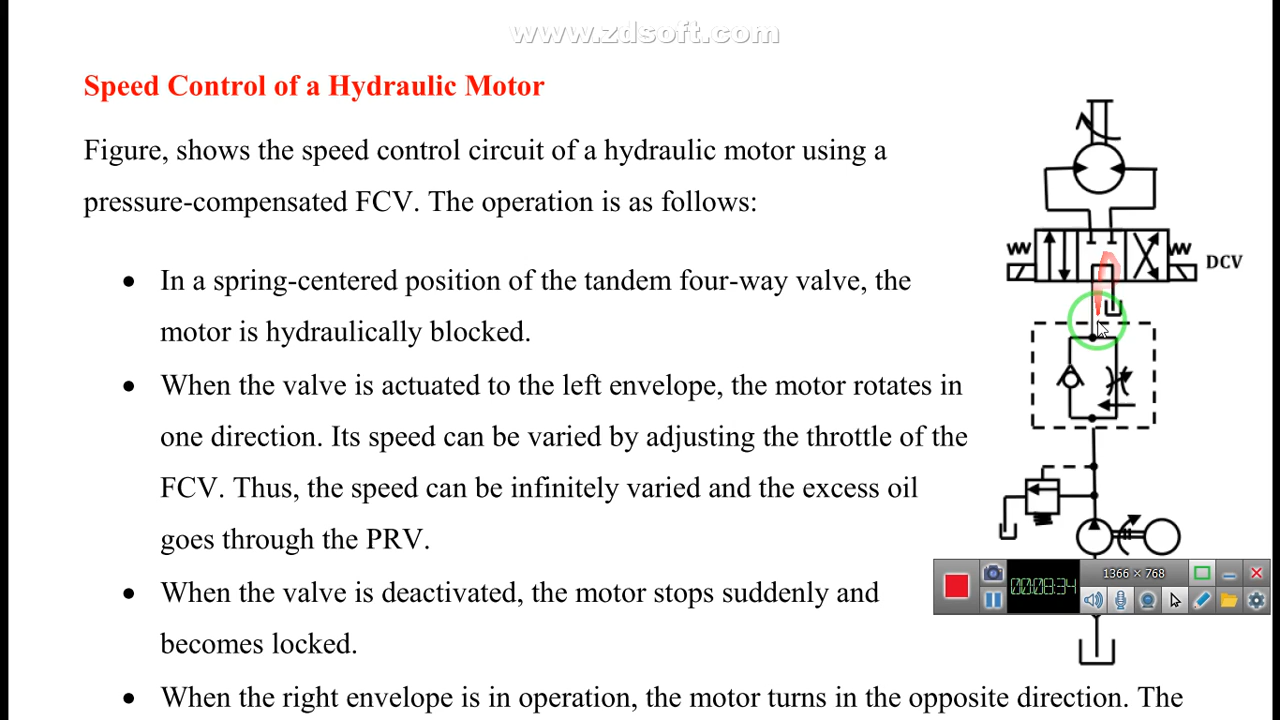 www.zdsoft.com
Speed Control of a Hydraulic Motor
Figure, shows the speed control circuit of a hydraulic motor using a
pressure-compensated FCV. The operation is as follows:
• In a spring-centered position of the tandem four-way valve, the
motor is hydraulically blocked.
• When the valve is actuated to the left envelope, the motor rotates in
one direction. Its speed can be varied by adjusting the throttle of the
FCV. Thus, the speed can be infinitely varied and the excess oil
goes through the PRV.
• When the valve is deactivated, the motor stops suddenly and
becomes locked.
• When the right envelope is in operation, the motor turns in the opposite direction. The
DCV
1366 × 768
00:08:34